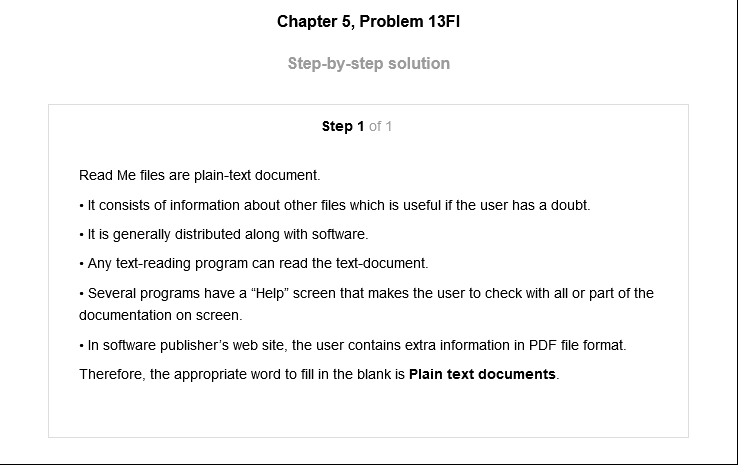 Chapter 5, Problem 13FI
Step-by-step solution
Step 1 of 1
Read Me files are plain-text document.
• It consists of information about other files which is useful if the user has a doubt.
• It is generally distributed along with software.
• Any text-reading program can read the text-document.
• Several programs have a “Help” screen that makes the user to check with all or part of the
documentation on screen.
• In software publisher’s web site, the user contains extra information in PDF file format.
Therefore, the appropriate word to fill in the blank is Plain text documents.